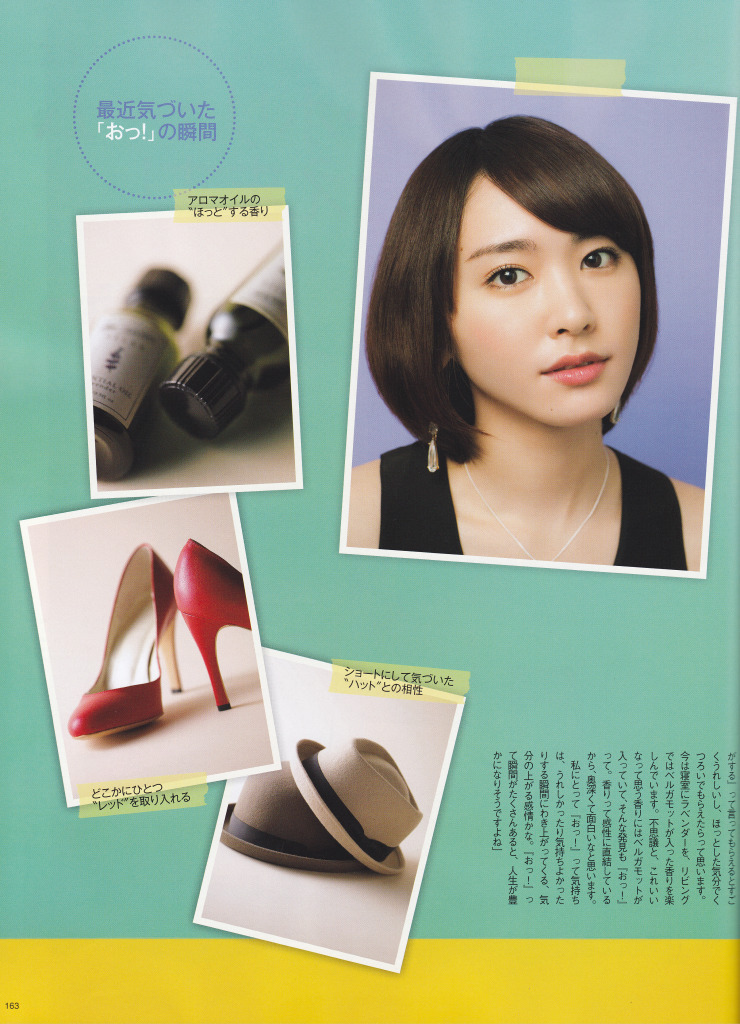 最近気づいた
「おっ!」の瞬間
アロマオイルの
“ほっと”する香り
どこかにひとつ
“レッド”を取り入れる
ショートにして気づいた
“ハット”との相性
がする」って言ってもらえるとすご
くうれしいし、ほっとした気分でく
つろいでもらえたらって思います。
今は寝室にラベンダーを、リビング
ではベルガモットが入った香りを楽
しんでいます。不思議と、これいい
なって思う香りにはベルガモットが
入っていて、そんな発見も「おっ!」
って。香りって感性に直結している
から、奥深くて面白いなと思います。
私にとって「おっ!」って気持ち
は、うれしかったり気持ちよかった
りする瞬間にわき上がってくる、気
分の上がる感情かな。「おっ!」っ
て瞬間がたくさんあると、人生が豊
かになりそうですよね」
163